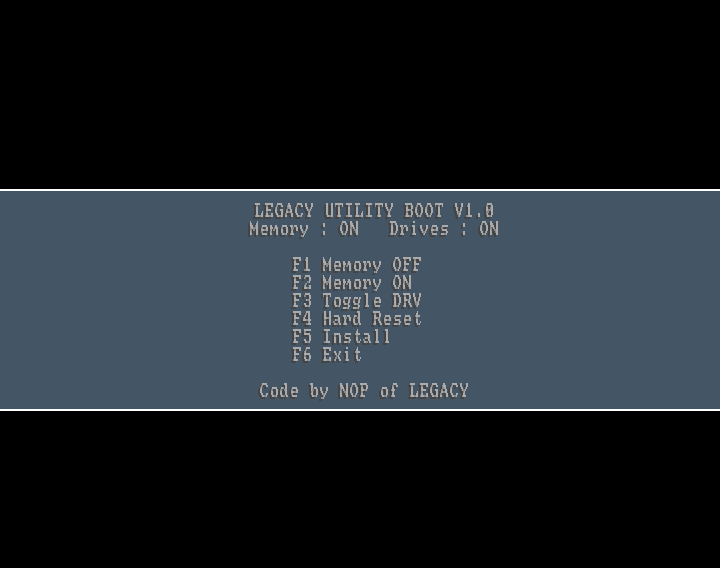 LEGACY UTILITY BOOT V1.0
Memory : ON   Drives : ON
F1 Memory OFF
F2 Memory ON
F3 Toggle DRV
F4 Hard Reset
F5 Install
F6 Exit
Code by NOP of LEGACY